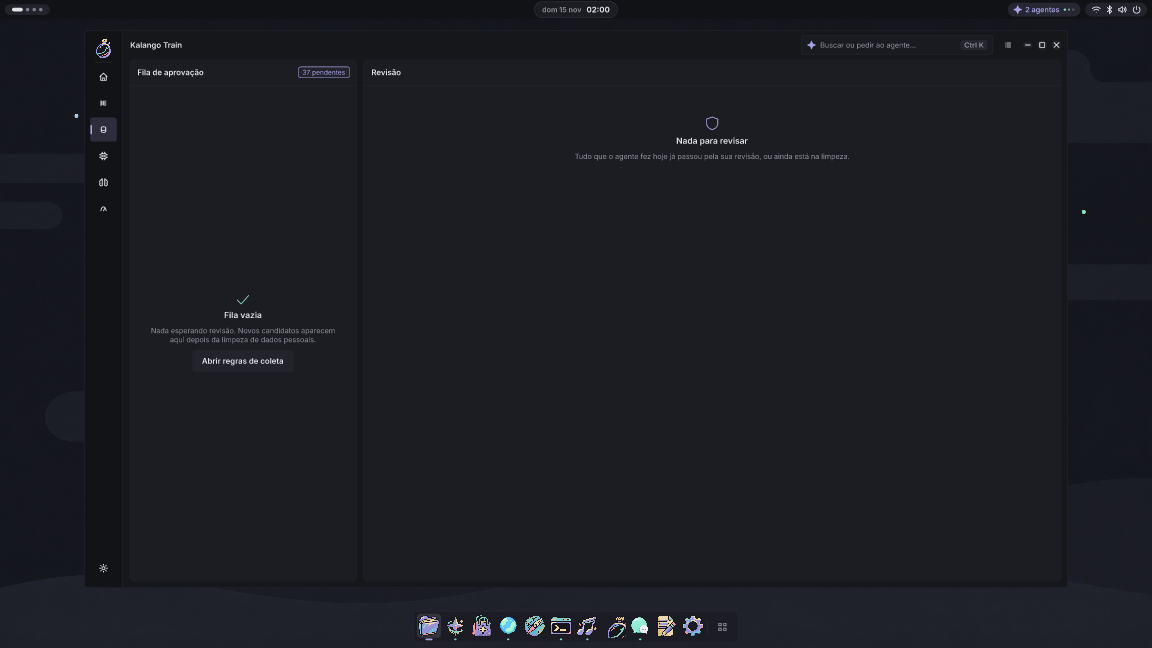 dom 15 nov 02:00
2 agentes
Kalango Train
Buscar ou pedir ao agente...
Ctrl K
Fila de aprovação
37 pendentes
Revisão
Nada para revisar
Tudo que o agente fez hoje já passou pela sua revisão, ou ainda está na limpeza.
Fila vazia
Nada esperando revisão. Novos candidatos aparecem
aqui depois da limpeza de dados pessoais.
Abrir regras de coleta